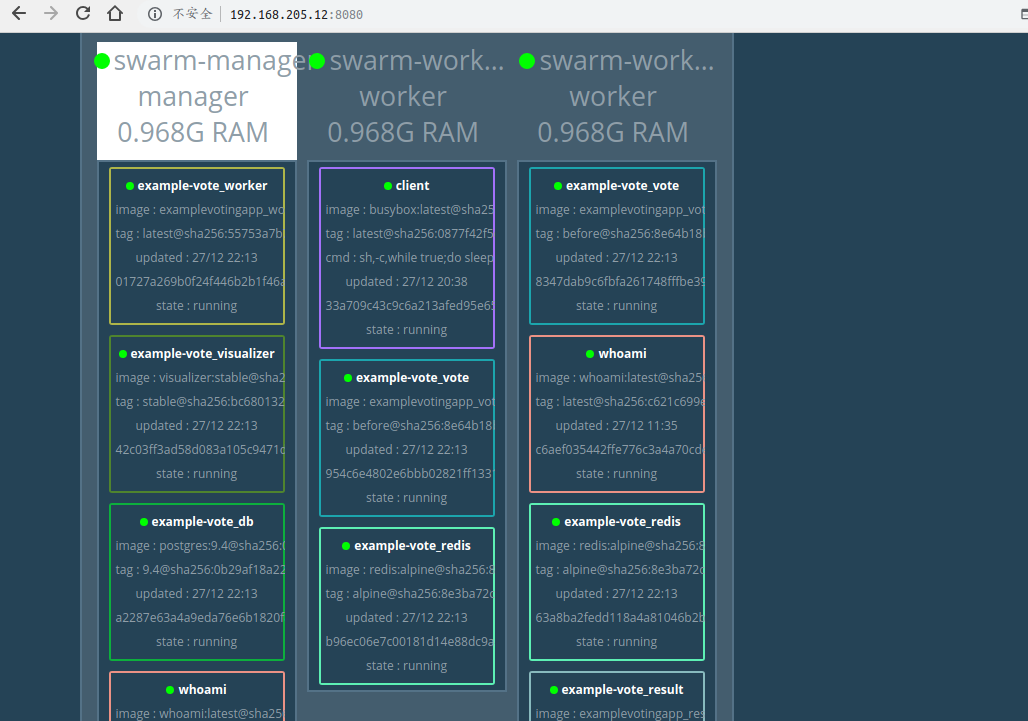 不安全
192.168.205.12:8080
swarm-manager
manager
0.968G RAM
example-vote_worker
image : examplevotingapp_wo
tag : latest@sha256:55753a7b
updated : 27/12 22:13
01727a269b0f24f446b2b1f46a
state : running
example-vote_visualizer
image : visualizer:stable@sha2
tag : stable@sha256:bc680132
updated : 27/12 22:13
42c03ff3ad58d083a105c9471c
state : running
example-vote_db
image : postgres:9.4@sha256:
tag : 9.4@sha256:0b29af18a22
updated : 27/12 22:13
a2287e63a4a9eda76e6b1820f
state : running
whoami
image : whoami:latest@sha25
swarm-work...
worker
0.968G RAM
client
image : busybox:latest@sha25
tag : latest@sha256:0877f42f5
cmd : sh,-c,while true;do sleep
updated : 27/12 20:38
33a709c43c9c6a213afed95e65
state : running
example-vote_vote
image : examplevotingapp_vot
tag : before@sha256:8e64b18
updated : 27/12 22:13
954c6e4802e6bbb02821ff133
state : running
example-vote_redis
image : redis:alpine@sha256:8
tag : alpine@sha256:8e3ba72c
updated : 27/12 22:13
b96ec06e7c00181d14e88dc9a
state : running
swarm-work...
worker
0.968G RAM
example-vote_vote
image : examplevotingapp_vot
tag : before@sha256:8e64b18
updated : 27/12 22:13
8347dab9c6fbfa261748fffbe39
state : running
whoami
image : whoami:latest@sha25
tag : latest@sha256:c621c699e
updated : 27/12 11:35
c6aef035442ffe776c3a4a70cd
state : running
example-vote_redis
image : redis:alpine@sha256:8
tag : alpine@sha256:8e3ba72c
updated : 27/12 22:13
63a8ba2fedd118a4a81046b2b
state : running
example-vote_result
image : examplevotingapp_res